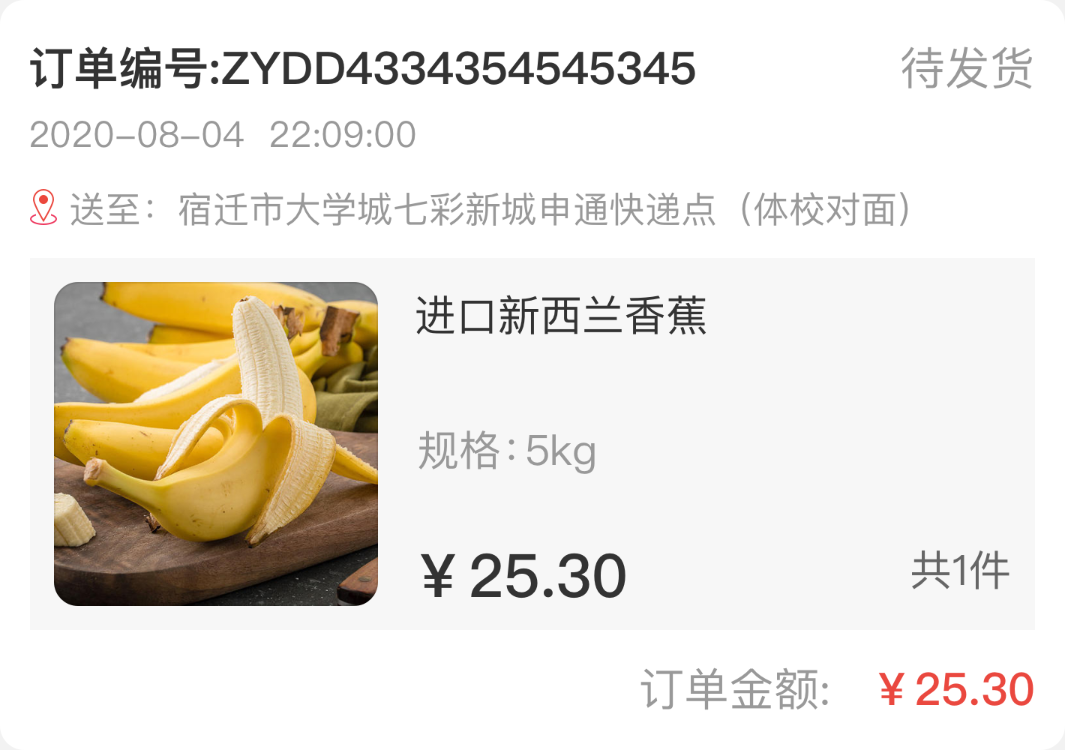 订单编号:ZYDD4334354545345
待发货
2020-08-04 22:09:00
送至：宿迁市大学城七彩新城申通快递点（体校对面）
进口新西兰香蕉
规格：5kg
¥ 25.30
共1件
订单金额: ¥ 25.30